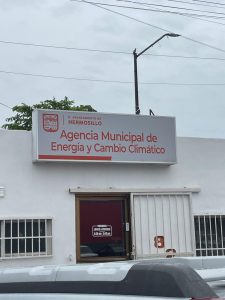 H. AYUNTAMIENTO DE
HERMOSILLO
Agencia Municipal de
Energía y Cambio Climático